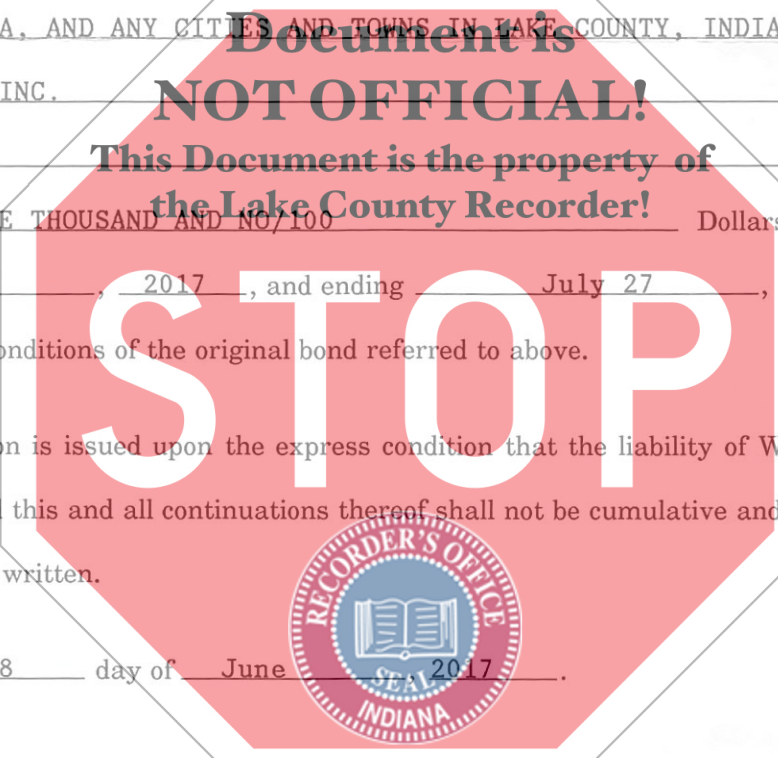 A, AND ANY CITIES AND TOWNS IN LAKE COUNTY, INDIA
Document is
INC.
NOT OFFICIAL!
This Document is the property of
the Lake County Recorder!
E THOUSAND AND NO/100 Dollars
, 2017, and ending July 27,
STOP
onditions of the original bond referred to above.
on is issued upon the express condition that the liability of W
this and all continuations thereof shall not be cumulative and
written.
RECORDER'S OFFICE
SEAL
INDIANA
8 day of June, 2017.